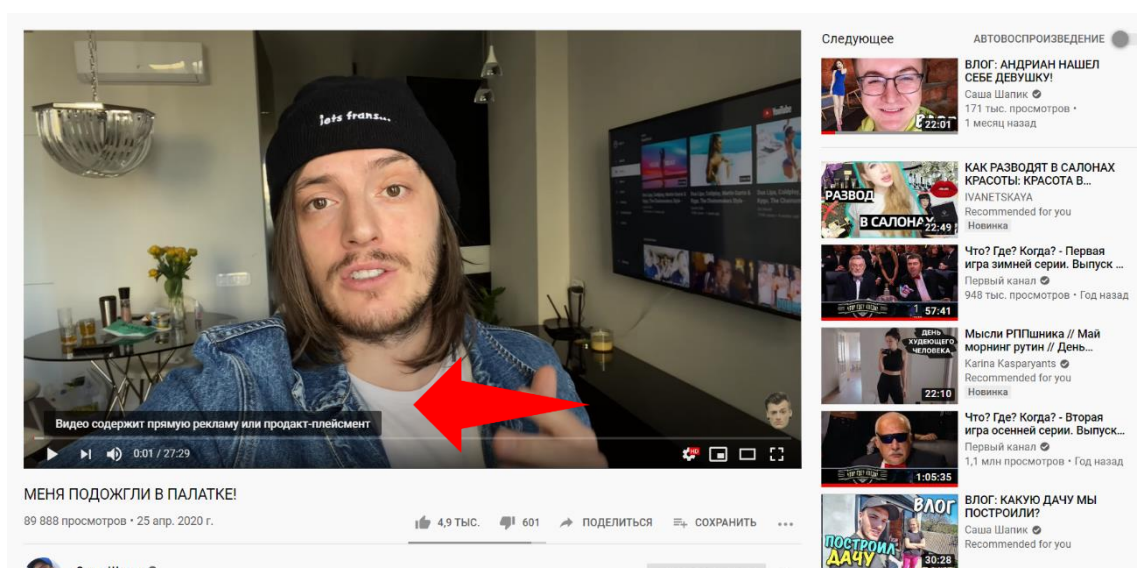 lets frans...
YouTube
Видео содержит прямую рекламу или продакт-плейсмент
0:01 / 27:29
HD
МЕНЯ ПОДОЖГЛИ В ПАЛАТКЕ!
89 888 просмотров • 25 апр. 2020 г.
4,9 ТЫС.
601
ПОДЕЛИТЬСЯ
СОХРАНИТЬ
Следующее
АВТОВОСПРОИЗВЕДЕНИЕ
22:01
ВЛОГ: АНДРИАН НАШЕЛ
СЕБЕ ДЕВУШКУ!
Саша Шапик
171 тыс. просмотров •
1 месяц назад
РАЗВОД
В САЛОНАХ
22:49
КАК РАЗВОДЯТ В САЛОНАХ
КРАСОТЫ: КРАСОТА В...
IVANETSKAYA
Recommended for you
Новинка
57:41
Что? Где? Когда? - Первая
игра зимней серии. Выпуск ...
Первый канал
948 тыс. просмотров • Год назад
ДЕНЬ
ХУДЕЮЩЕГО
ЧЕЛОВЕКА
22:10
Мысли РППшника // Май
морнинг рутин // День...
Karina Kasparyants
Recommended for you
Новинка
1:05:35
Что? Где? Когда? - Вторая
игра осенней серии. Выпуск...
Первый канал
1,1 млн просмотров • Год назад
ВЛОГ
ПОСТРОИЛ
ДАЧУ
30:28
ВЛОГ: КАКУЮ ДАЧУ МЫ
ПОСТРОИЛИ?
Саша Шапик
Recommended for you